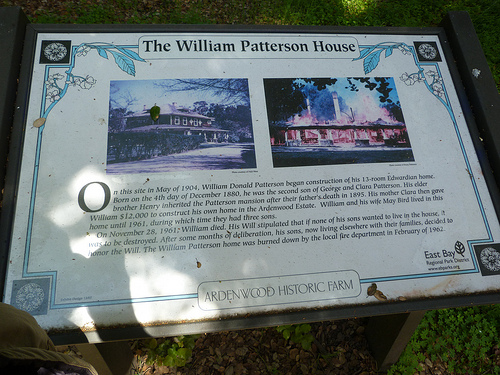 The William Patterson House
On this site in May of 1904, William Donald Patterson began construction of his 13-room Edwardian home.
Born on the 4th day of December 1880, he was the second son of George and Clara Patterson. His elder
brother Henry inherited the Patterson mansion after their father's death in 1895. His mother Clara then gave
William $12,000 to construct his own home in the Ardenwood Estate. William and his wife May Bird lived in this
home until 1961, during which time they had three sons.
On November 28, 1961, William died. His Will stipulated that if none of his sons wanted to live in the house, it
was to be destroyed. After some months of deliberation, his sons, now living elsewhere with their families, decided to
honor the Will. The William Patterson home was burned down by the local fire department in February of 1962.
East Bay
Regional Park District
www.ebparks.org
ARDENWOOD HISTORIC FARM